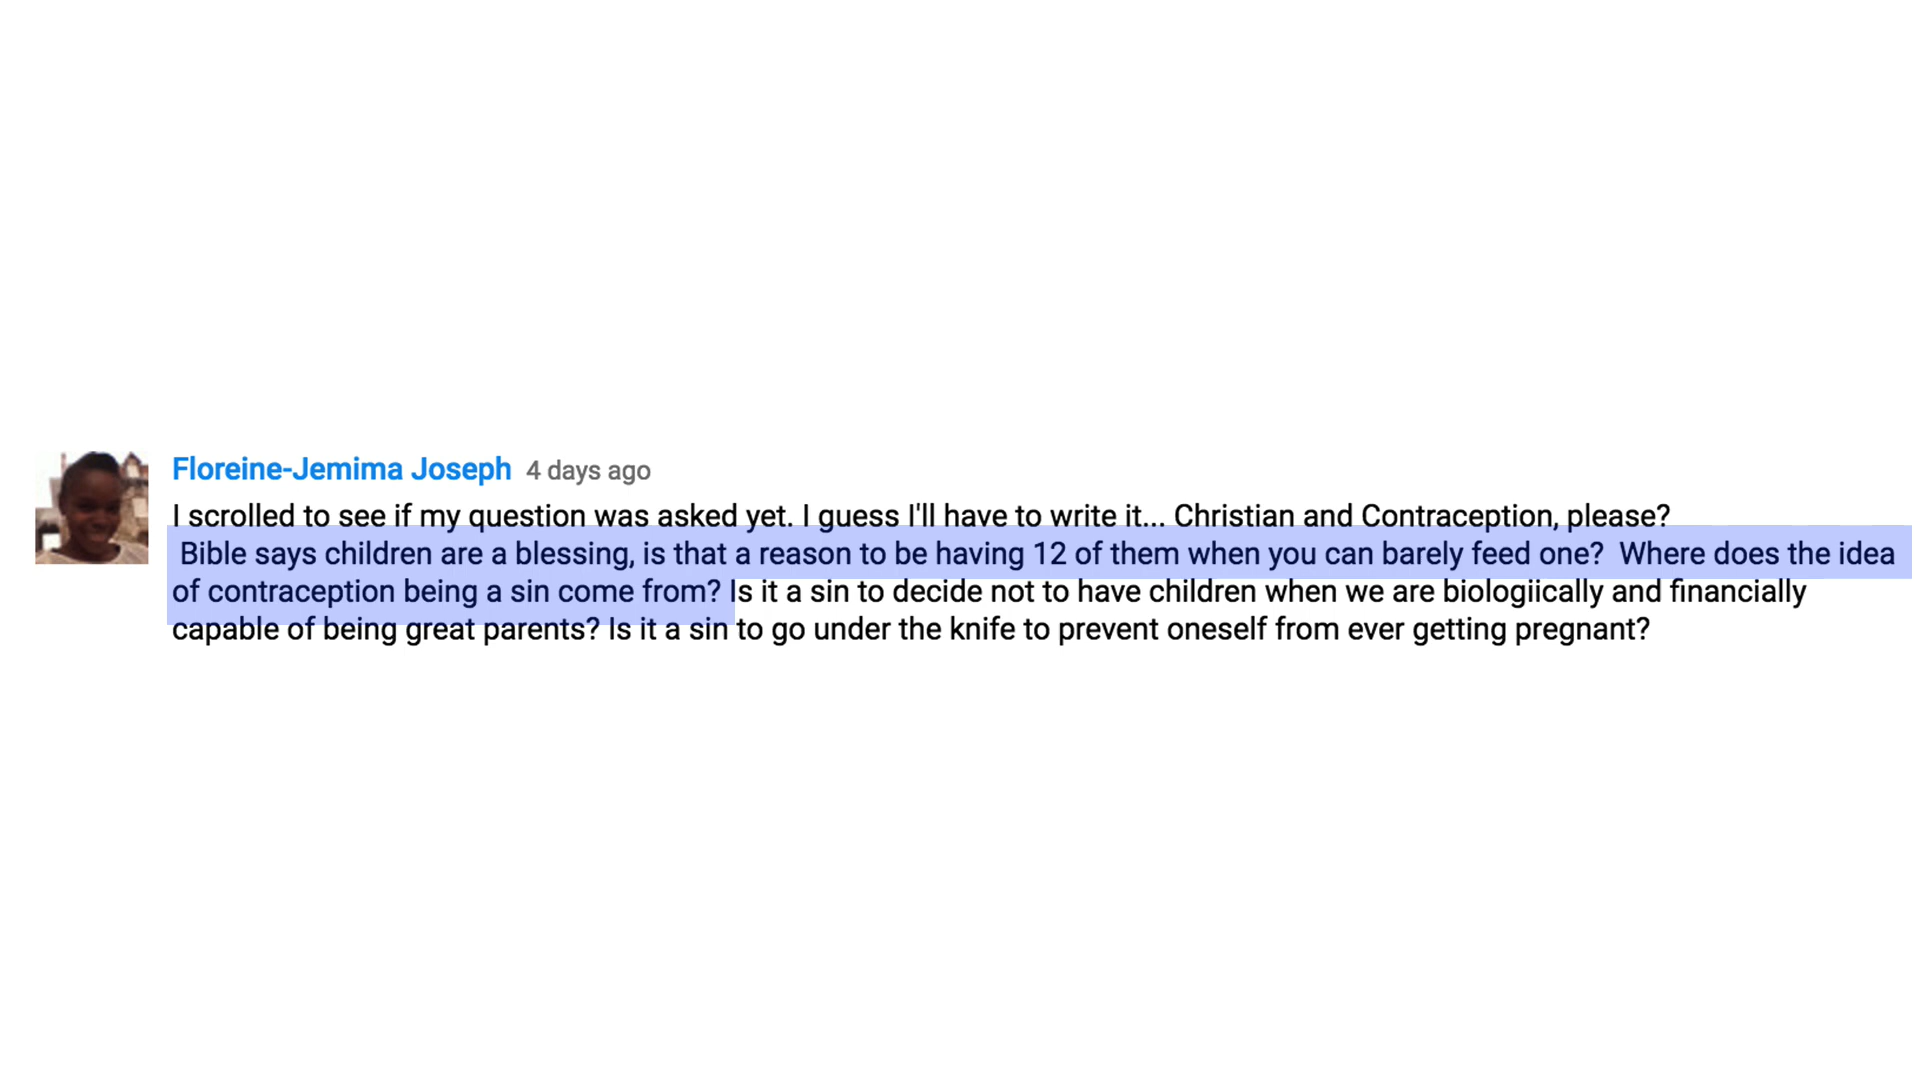 Floreine-Jemima Joseph 4 days ago
I scrolled to see if my question was asked yet. I guess I'll have to write it... Christian and Contraception, please?
Bible says children are a blessing, is that a reason to be having 12 of them when you can barely feed one?  Where does the idea
of contraception being a sin come from? Is it a sin to decide not to have children when we are biologiically and financially
capable of being great parents? Is it a sin to go under the knife to prevent oneself from ever getting pregnant?